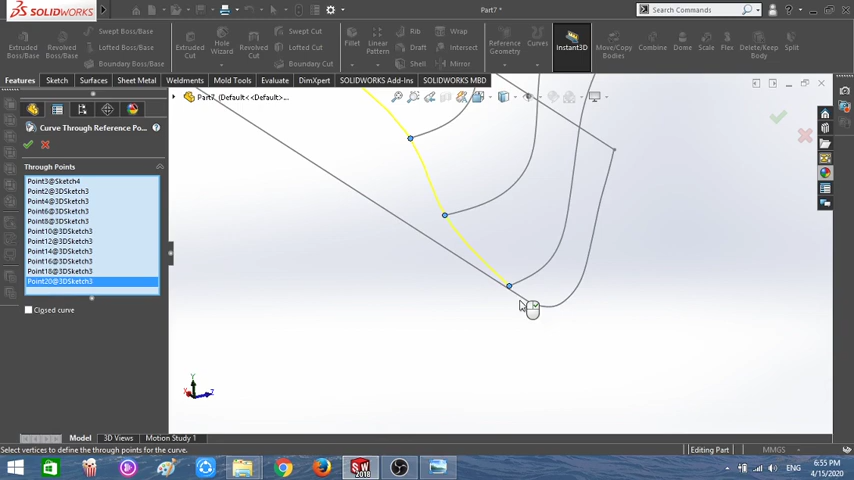 SOLIDWORKS
Part7 *
Search Commands
Extruded Boss/Base
Revolved Boss/Base
Swept Boss/Base
Lofted Boss/Base
Boundary Boss/Base
Extruded Cut
Hole Wizard
Revolved Cut
Swept Cut
Lofted Cut
Boundary Cut
Fillet
Linear Pattern
Rib
Draft
Shell
Wrap
Intersect
Mirror
Reference Geometry
Curves
Instant3D
Move/Copy Bodies
Combine
Dome
Scale
Flex
Delete/Keep Body
Split
Features
Sketch
Surfaces
Sheet Metal
Weldments
Mold Tools
Evaluate
DimXpert
SOLIDWORKS Add-Ins
SOLIDWORKS MBD
Part7 (Default<<Default>...
Curve Through Reference Po...
Through Points
Point3@Sketch4
Point2@3DSketch3
Point4@3DSketch3
Point6@3DSketch3
Point8@3DSketch3
Point10@3DSketch3
Point12@3DSketch3
Point14@3DSketch3
Point16@3DSketch3
Point18@3DSketch3
Point20@3DSketch3
Closed curve
Y
X
Z
Model
3D Views
Motion Study 1
Select vertices to define the through points for the curve.
Editing Part
MMGS
SW
2018
ENG
6:55 PM
4/15/2020